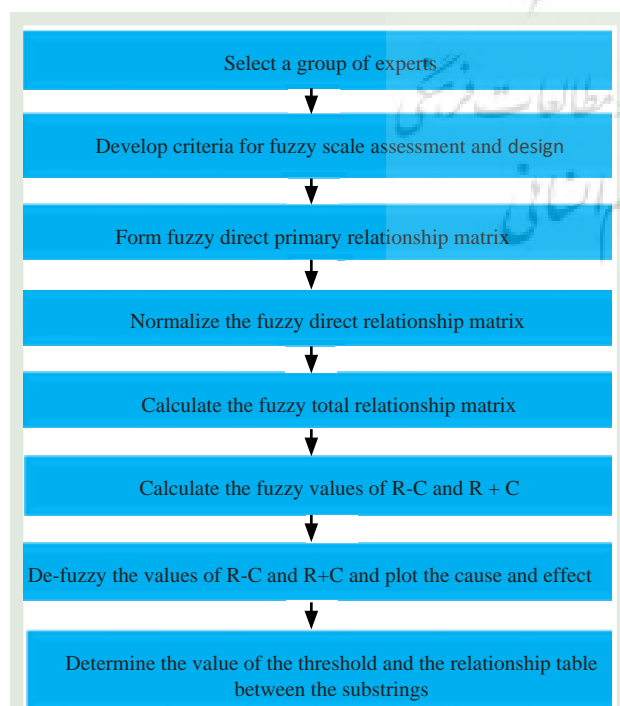 Select a group of experts
مطالعات فرهنگی
Develop criteria for fuzzy scale assessment and design
انسانی
Form fuzzy direct primary relationship matrix
Normalize the fuzzy direct relationship matrix
Calculate the fuzzy total relationship matrix
Calculate the fuzzy values of R-C and R + C
De-fuzzy the values of R-C and R+C and plot the cause and effect
Determine the value of the threshold and the relationship table
between the substrings